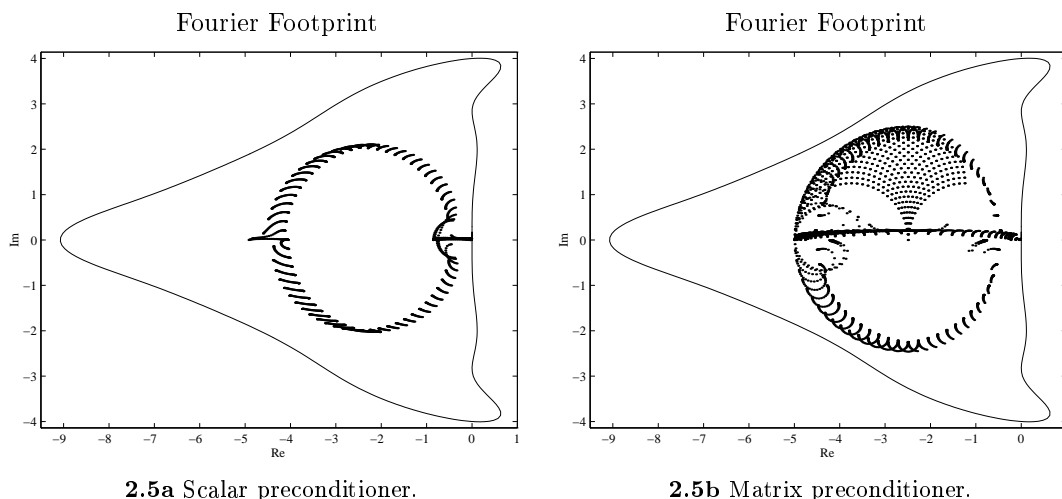 Fourier Footprint
4
3
2
1
0
−1
−2
−3
−4
Im
−9 −8 −7 −6 −5 −4 −3 −2 −1 0 1
Re
2.5a Scalar preconditioner.
Fourier Footprint
4
3
2
1
0
−1
−2
−3
−4
Im
−9 −8 −7 −6 −5 −4 −3 −2 −1 0
Re
2.5b Matrix preconditioner.